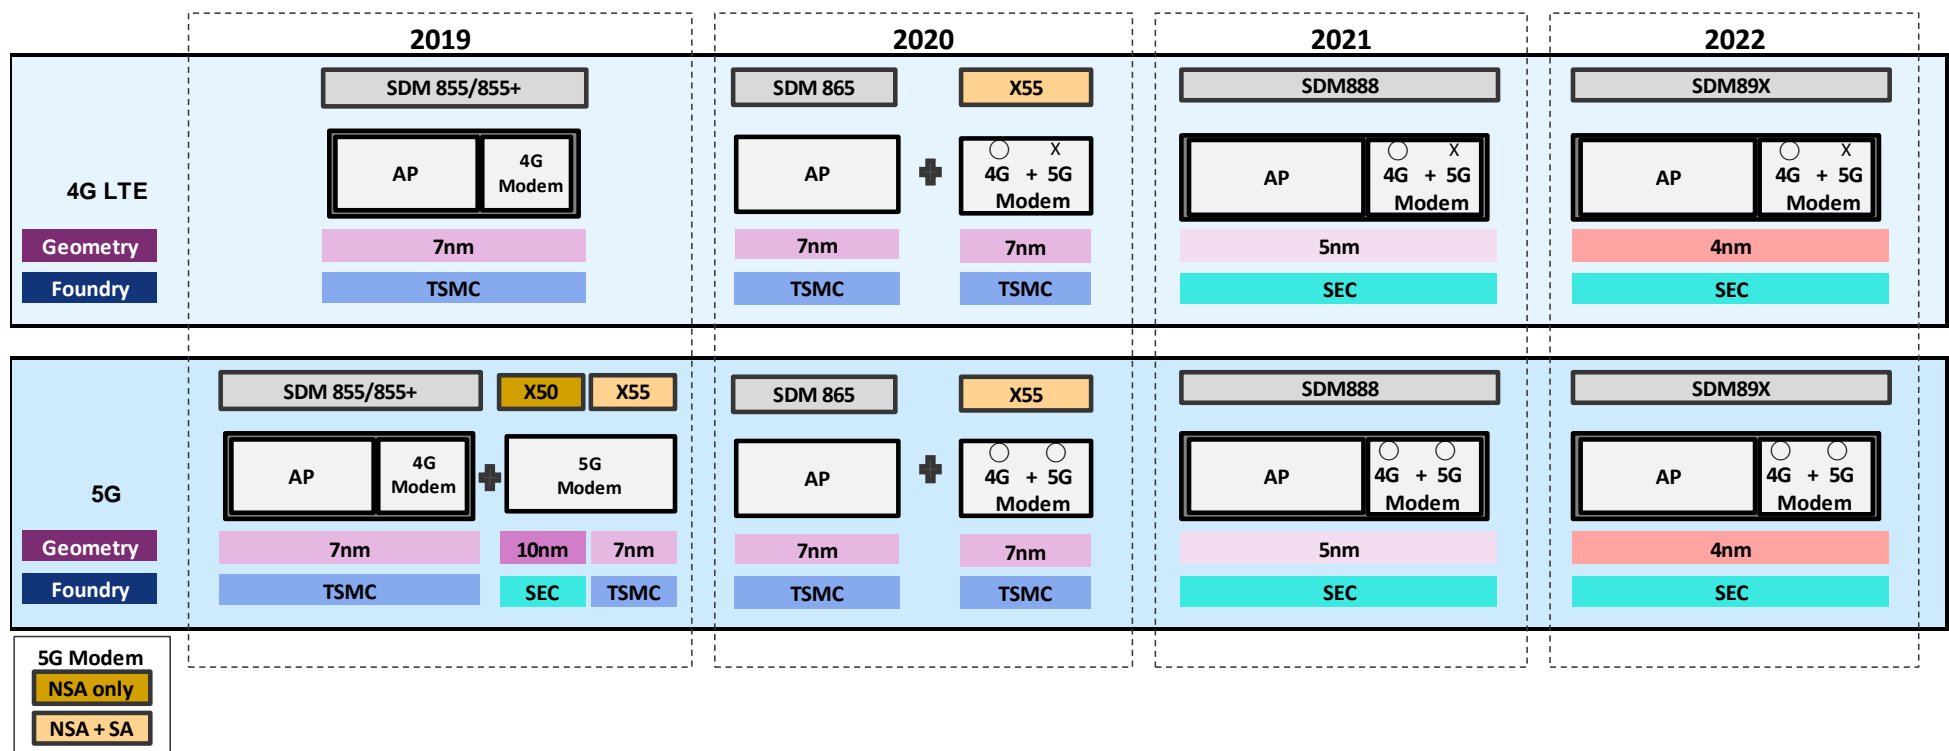 2019 2020 2021 2022
SDM 855/855+ SDM 865 X55 SDM888 SDM89X
4G LTE
AP 4G Modem AP 4G + 5G Modem AP 4G + 5G Modem AP 4G + 5G Modem
X X X
Geometry 7nm 7nm 7nm 5nm 4nm
Foundry TSMC TSMC TSMC SEC SEC
SDM 855/855+ X50 X55 SDM 865 X55 SDM888 SDM89X
5G
AP 4G Modem 5G Modem AP 4G + 5G Modem AP 4G + 5G Modem AP 4G + 5G Modem
Geometry 7nm 10nm 7nm 7nm 7nm 5nm 4nm
Foundry TSMC SEC TSMC TSMC TSMC SEC SEC
5G Modem
NSA only
NSA + SA